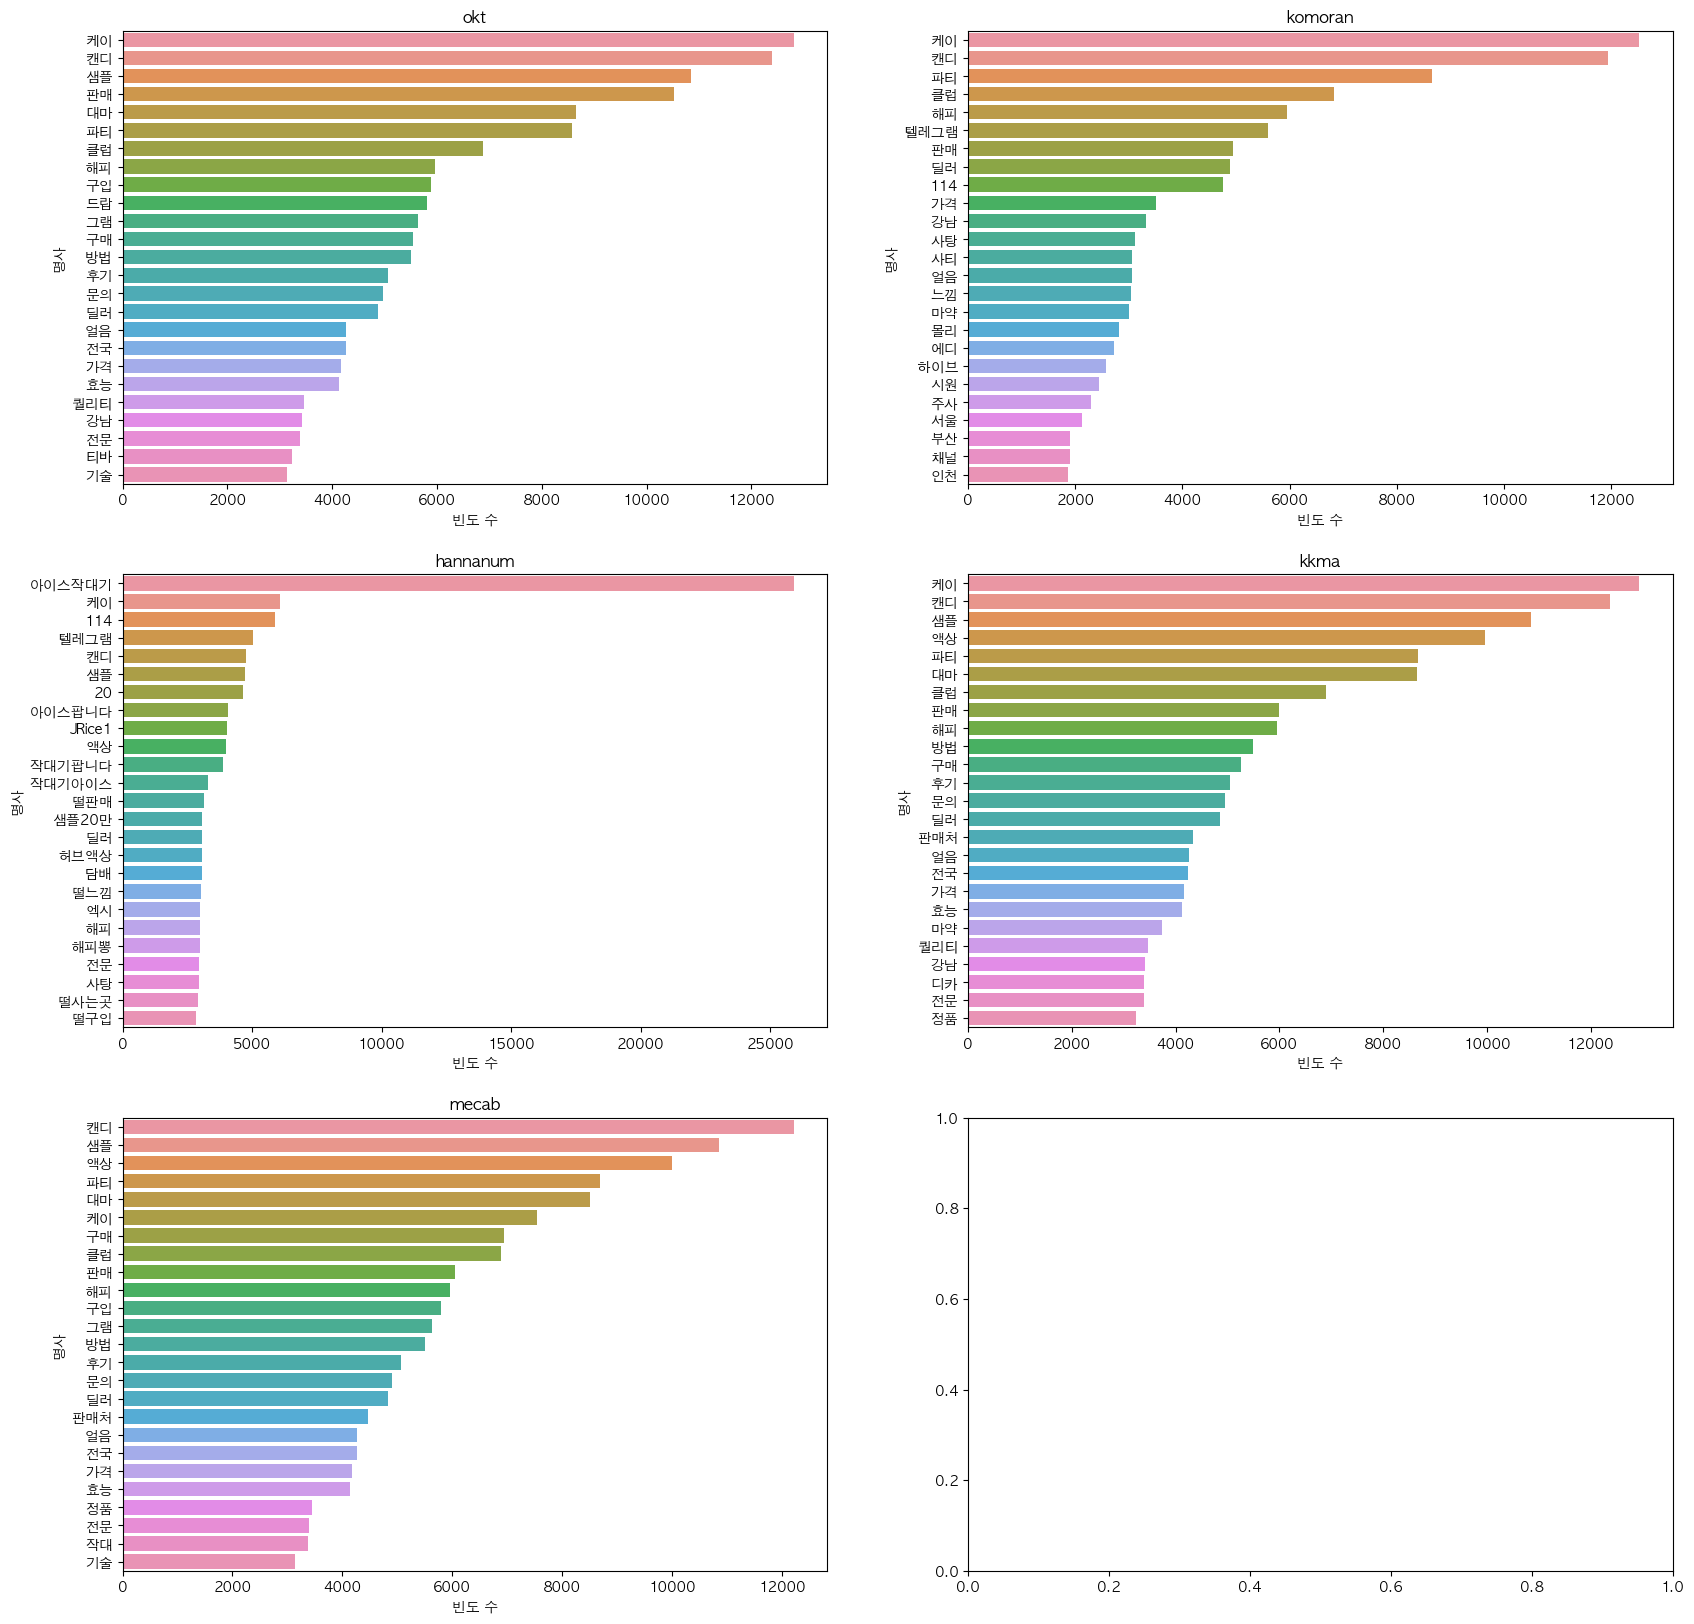 okt
케이
캔디
샘플
판매
대마
파티
클럽
해피
구입
드랍
그램
구매
방법
후기
문의
딜러
얼음
전국
가격
효능
퀄리티
강남
전문
티바
기술
명사
0 2000 4000 6000 8000 10000 12000
빈도 수
komoran
케이
캔디
파티
클럽
해피
텔레그램
판매
딜러
114
가격
강남
사탕
사티
얼음
느낌
마약
몰리
에디
하이브
시원
주사
서울
부산
채널
인천
명사
0 2000 4000 6000 8000 10000 12000
빈도 수
hannanum
아이스작대기
케이
114
텔레그램
캔디
샘플
20
아이스팝니다
JRice1
액상
작대기팝니다
작대기아이스
떨판매
샘플20만
딜러
허브액상
담배
떨느낌
엑시
해피
해피뽕
전문
사탕
떨사는곳
떨구입
명사
0 5000 10000 15000 20000 25000
빈도 수
kkma
케이
캔디
샘플
액상
파티
대마
클럽
판매
해피
방법
구매
후기
문의
딜러
판매처
얼음
전국
가격
효능
마약
퀄리티
강남
디카
전문
정품
명사
0 2000 4000 6000 8000 10000 12000
빈도 수
mecab
캔디
샘플
액상
파티
대마
케이
구매
클럽
판매
해피
구입
그램
방법
후기
문의
딜러
판매처
얼음
전국
가격
효능
정품
전문
작대
기술
명사
0 2000 4000 6000 8000 10000 12000
빈도 수
1.0
0.8
0.6
0.4
0.2
0.0
0.0 0.2 0.4 0.6 0.8 1.0